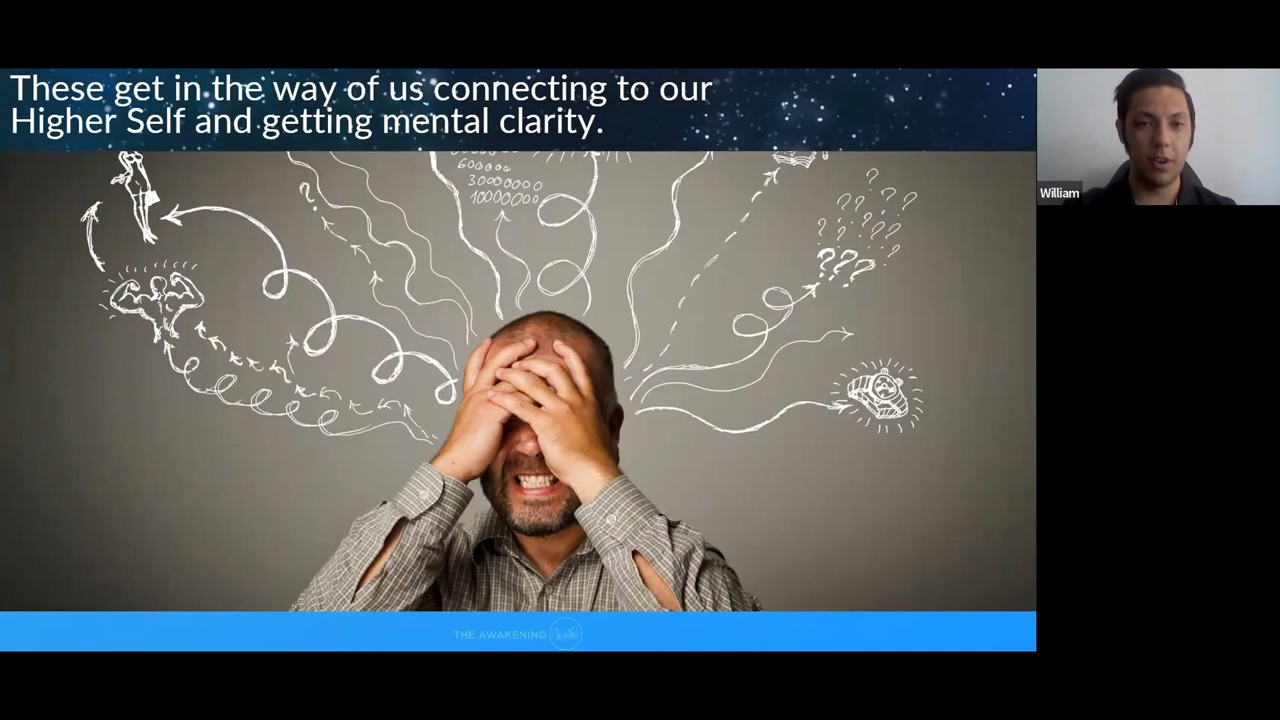 These get in the way of us connecting to our
Higher Self and getting mental clarity.
William
?
600000
30000000
10000000
? ? ? ? ? ? ? ? ?
???
THE AWAKENING